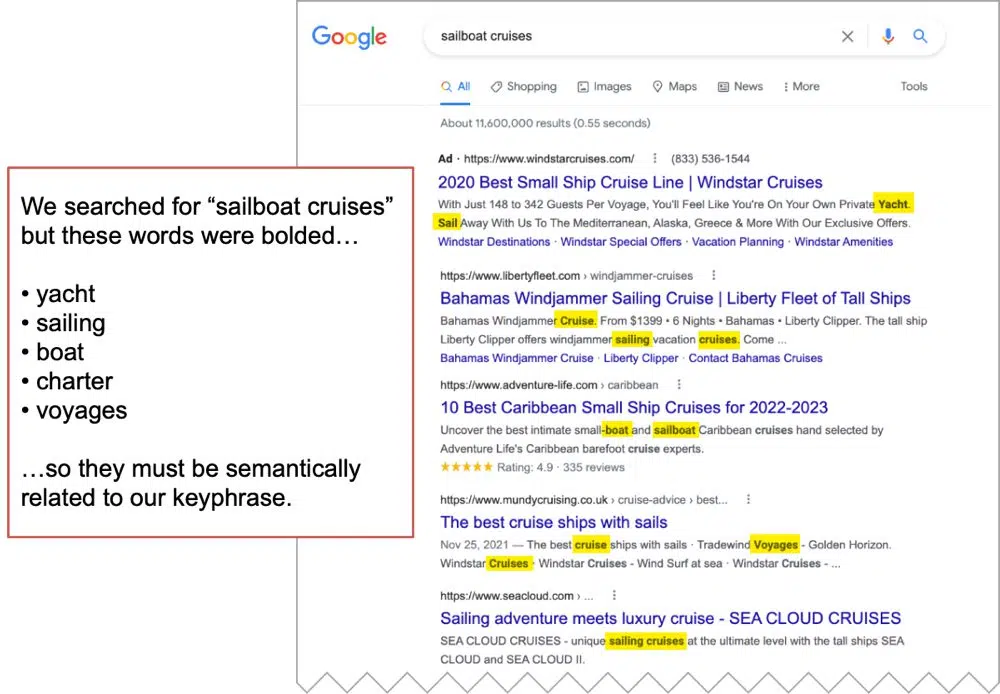 We searched for “sailboat cruises”
but these words were bolded…
• yacht
• sailing
• boat
• charter
• voyages
…so they must be semantically
related to our keyphrase.
Google
sailboat cruises
All Shopping Images Maps News More Tools
About 11,600,000 results (0.55 seconds)
Ad · https://www.windstarcruises.com/ (833) 536-1544
2020 Best Small Ship Cruise Line | Windstar Cruises
With Just 148 to 342 Guests Per Voyage, You'll Feel Like You're On Your Own Private Yacht.
Sail Away With Us To The Mediterranean, Alaska, Greece & More With Our Exclusive Offers.
Windstar Destinations · Windstar Special Offers · Vacation Planning · Windstar Amenities
https://www.libertyfleet.com › windjammer-cruises
Bahamas Windjammer Sailing Cruise | Liberty Fleet of Tall Ships
Bahamas Windjammer Cruise. From $1399 • 6 Nights • Bahamas • Liberty Clipper. The tall ship
Liberty Clipper offers windjammer sailing vacation cruises. Come ...
Bahamas Windjammer Cruise · Liberty Clipper · Contact Bahamas Cruises
https://www.adventure-life.com › caribbean
10 Best Caribbean Small Ship Cruises for 2022-2023
Uncover the best intimate small-boat and sailboat Caribbean cruises hand selected by
Adventure Life's Caribbean barefoot cruise experts.
Rating: 4.9 · 335 reviews
https://www.mundycruising.co.uk › cruise-advice › best...
The best cruise ships with sails
Nov 25, 2021 — The best cruise ships with sails · Tradewind Voyages - Golden Horizon.
Windstar Cruises · Windstar Cruises - Wind Surf at sea · Windstar Cruises - ...
https://www.seacloud.com › ...
Sailing adventure meets luxury cruise - SEA CLOUD CRUISES
SEA CLOUD CRUISES - unique sailing cruises at the ultimate level with the tall ships SEA
CLOUD and SEA CLOUD II.